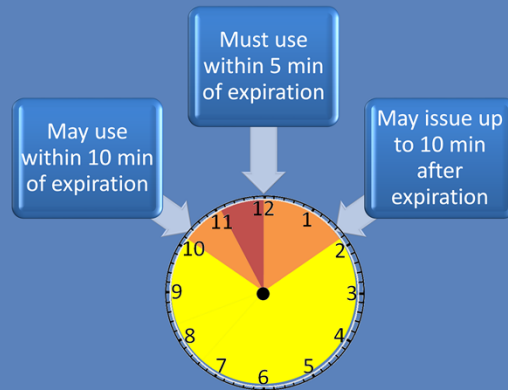 Must use
within 5 min
of expiration
May use
within 10 min
of expiration
May issue up
to 10 min
after
expiration
12
1
2
3
4
5
6
7
8
9
10
11